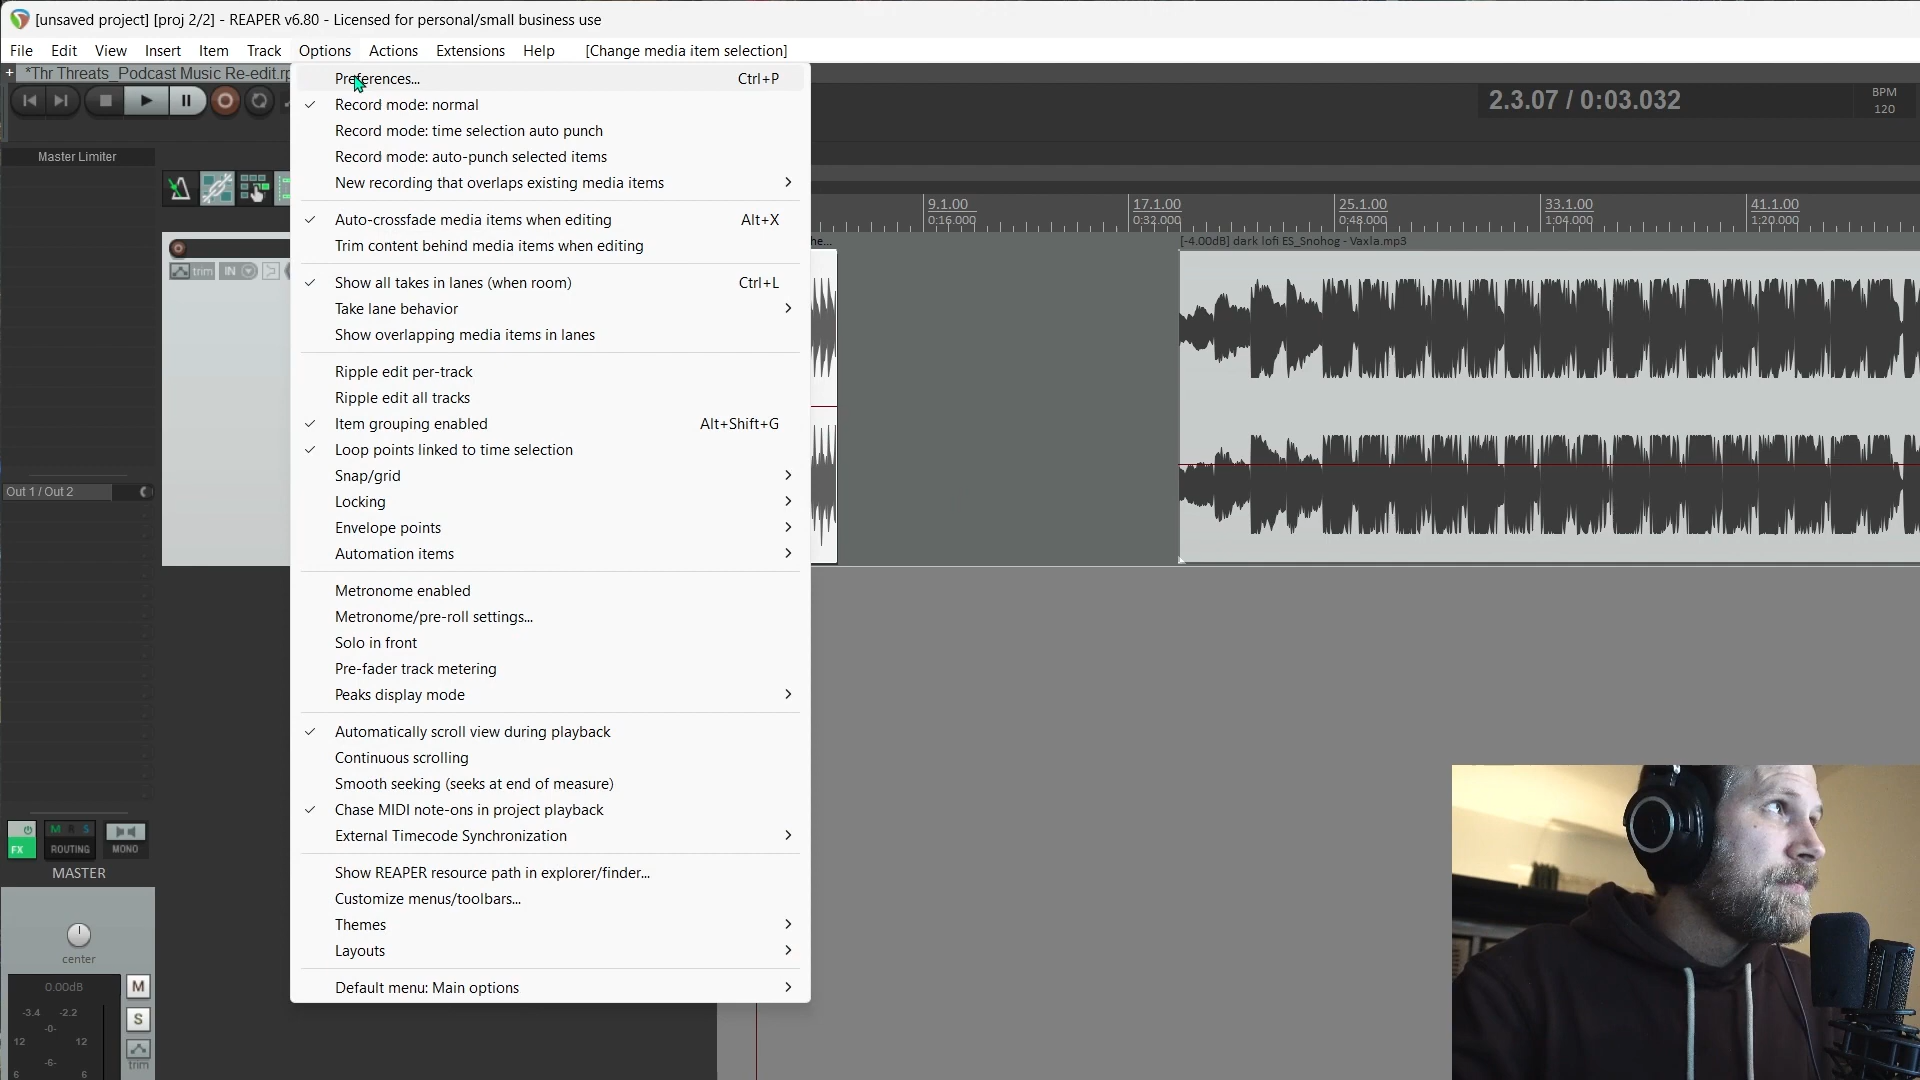 [unsaved project] [proj 2/2] - REAPER v6.80 - Licensed for personal/small business use
File Edit View Insert Item Track Options Actions Extensions Help [Change media item selection]
+ *Thr Threats_Podcast Music Re-edit.rp
Preferences... Ctrl+P
Record mode: normal
Record mode: time selection auto punch
Record mode: auto-punch selected items
New recording that overlaps existing media items
Auto-crossfade media items when editing Alt+X
Trim content behind media items when editing
Show all takes in lanes (when room) Ctrl+L
Take lane behavior
Show overlapping media items in lanes
Ripple edit per-track
Ripple edit all tracks
Item grouping enabled Alt+Shift+G
Loop points linked to time selection
Snap/grid
Locking
Envelope points
Automation items
Metronome enabled
Metronome/pre-roll settings...
Solo in front
Pre-fader track metering
Peaks display mode
Automatically scroll view during playback
Continuous scrolling
Smooth seeking (seeks at end of measure)
Chase MIDI note-ons in project playback
External Timecode Synchronization
Show REAPER resource path in explorer/finder...
Customize menus/toolbars...
Themes
Layouts
Default menu: Main options
2.3.07 / 0:03.032
BPM
120
9.1.00 17.1.00 25.1.00 33.1.00 41.1.00
0:16.000 0:32.000 0:48.000 1:04.000 1:20.000
he... [-4.00dB] dark lofi ES_Snohog - Vaxla.mp3
Master Limiter
trim IN
Out 1 / Out 2
M R S
FX ROUTING MONO
MASTER
center
0.00dB M
-3.4 -2.2
-0- S
12 12
-6- trim
6 6